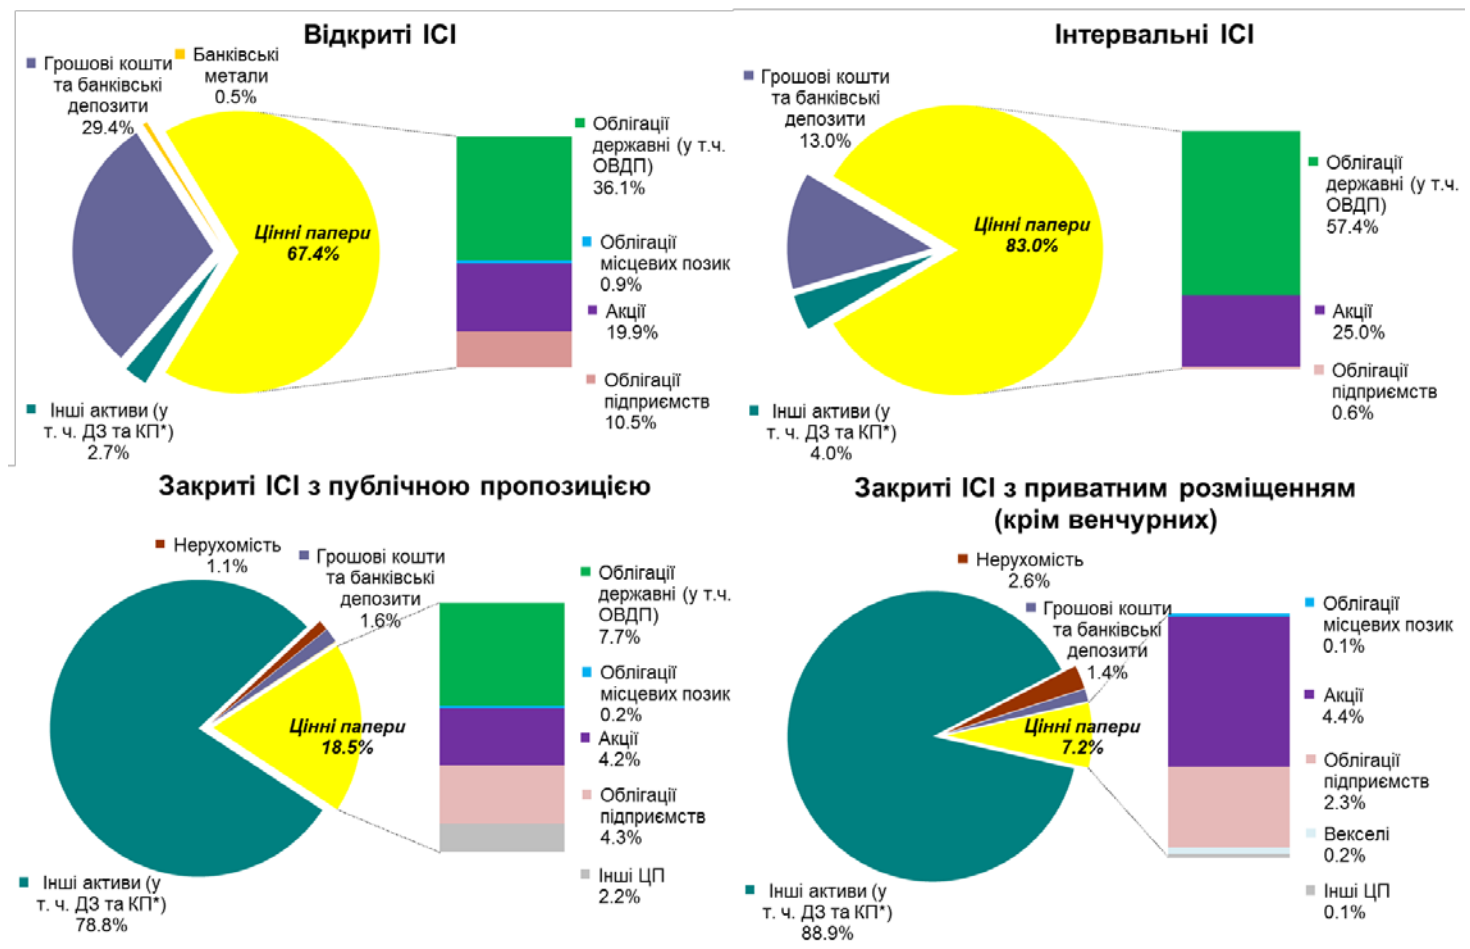 Відкриті ІСІ
Грошові кошти
та банківські
депозити
29.4%
Банківські
метали
0.5%
Цінні папери
67.4%
Облігації
державні (у т.ч.
ОВДП)
36.1%
Облігації
місцевих позик
0.9%
Акції
19.9%
Облігації
підприємств
10.5%
Інші активи (у
т. ч. ДЗ та КП*)
2.7%
Інтервальні ІСІ
Грошові кошти
та банківські
депозити
13.0%
Цінні папери
83.0%
Облігації
державні (у т.ч.
ОВДП)
57.4%
Акції
25.0%
Облігації
підприємств
0.6%
Інші активи (у
т. ч. ДЗ та КП*)
4.0%
Закриті ІСІ з публічною пропозицією
Нерухомість
1.1%
Грошові кошти
та банківські
депозити
1.6%
Цінні папери
18.5%
Облігації
державні (у т.ч.
ОВДП)
7.7%
Облігації
місцевих позик
0.2%
Акції
4.2%
Облігації
підприємств
4.3%
Інші ЦП
2.2%
Інші активи (у
т. ч. ДЗ та КП*)
78.8%
Закриті ІСІ з приватним розміщенням
(крім венчурних)
Нерухомість
2.6%
Грошові кошти
та банківські
депозити
1.4%
Цінні папери
7.2%
Облігації
місцевих позик
0.1%
Акції
4.4%
Облігації
підприємств
2.3%
Векселі
0.2%
Інші ЦП
0.1%
Інші активи (у
т. ч. ДЗ та КП*)
88.9%